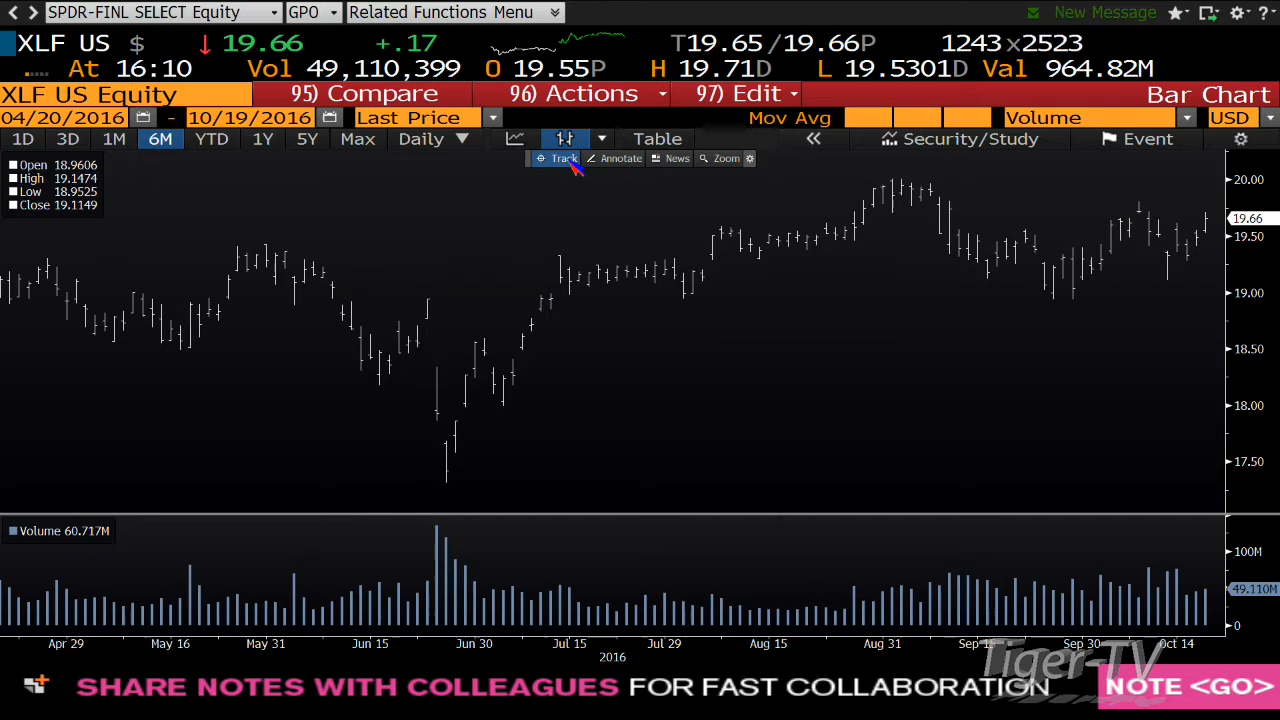 SPDR-FINL SELECT Equity GPO Related Functions Menu New Message
XLF US $ ↓ 19.66 +.17 T19.65/19.66P 1243x2523
At 16:10 Vol 49,110,399 O 19.55P H 19.71D L 19.5301D Val 964.82M
XLF US Equity 95) Compare 96) Actions 97) Edit Bar Chart
04/20/2016 - 10/19/2016 Last Price Mov Avg Volume USD
1D 3D 1M 6M YTD 1Y 5Y Max Daily Table Security/Study Event
Track Annotate News Zoom
Open 18.9606
High 19.1474
Low 18.9525
Close 19.1149
20.00
19.66
19.50
19.00
18.50
18.00
17.50
Volume 60.717M
100M
49.110M
0
Apr 29 May 16 May 31 Jun 15 Jun 30 Jul 15 Jul 29 Aug 15 Aug 31 Sep 15 Sep 30 Oct 14
2016
Tiger-TV
SHARE NOTES WITH COLLEAGUES FOR FAST COLLABORATION NOTE <GO>